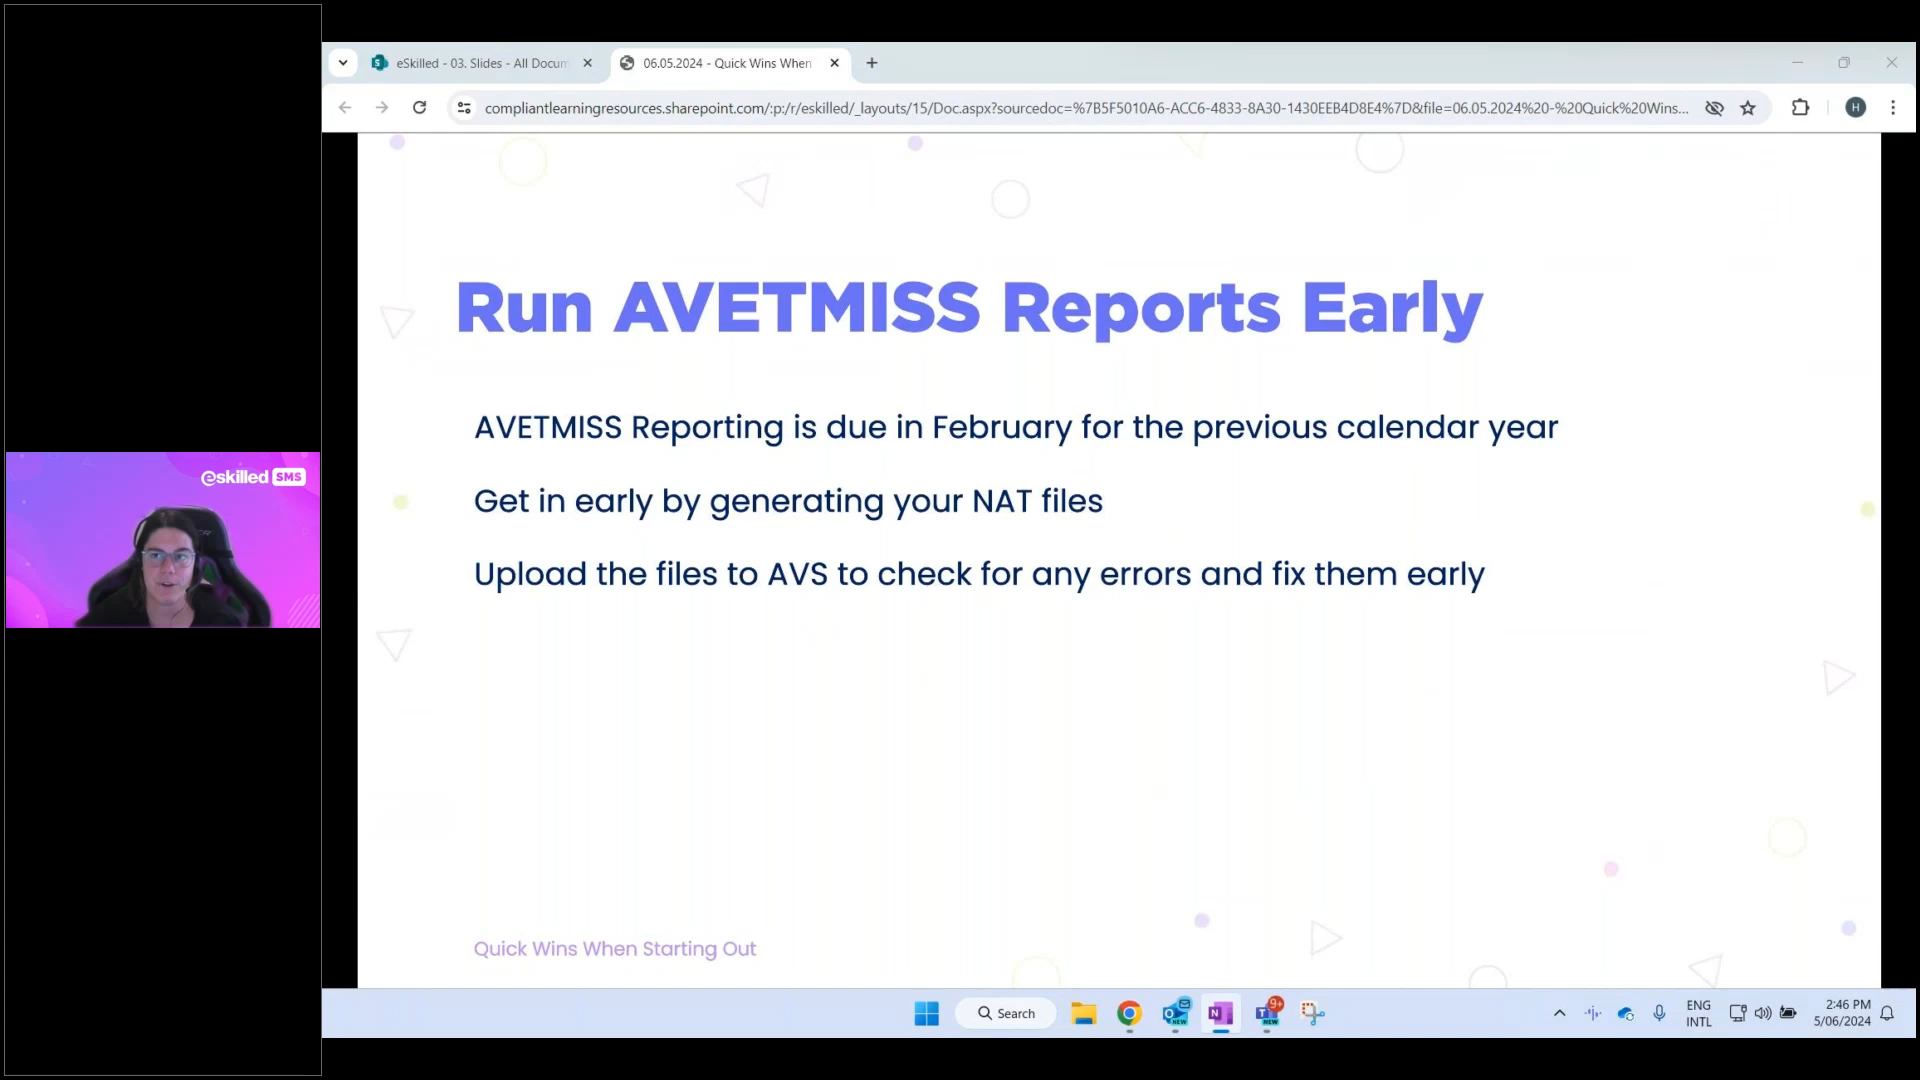 eSkilled - 03. Slides - All Docum
06.05.2024 - Quick Wins When
compliantlearningresources.sharepoint.com/:p:/r/eskilled/_layouts/15/Doc.aspx?sourcedoc=%7B5F5010A6-ACC6-4833-8A30-1430EEB4D8E4%7D&file=06.05.2024%20-%20Quick%20Wins...
H
Run AVETMISS Reports Early
AVETMISS Reporting is due in February for the previous calendar year
Get in early by generating your NAT files
Upload the files to AVS to check for any errors and fix them early
eskilled SMS
Quick Wins When Starting Out
Search
NEW
N
9+
NEW
ENG
INTL
2:46 PM
5/06/2024